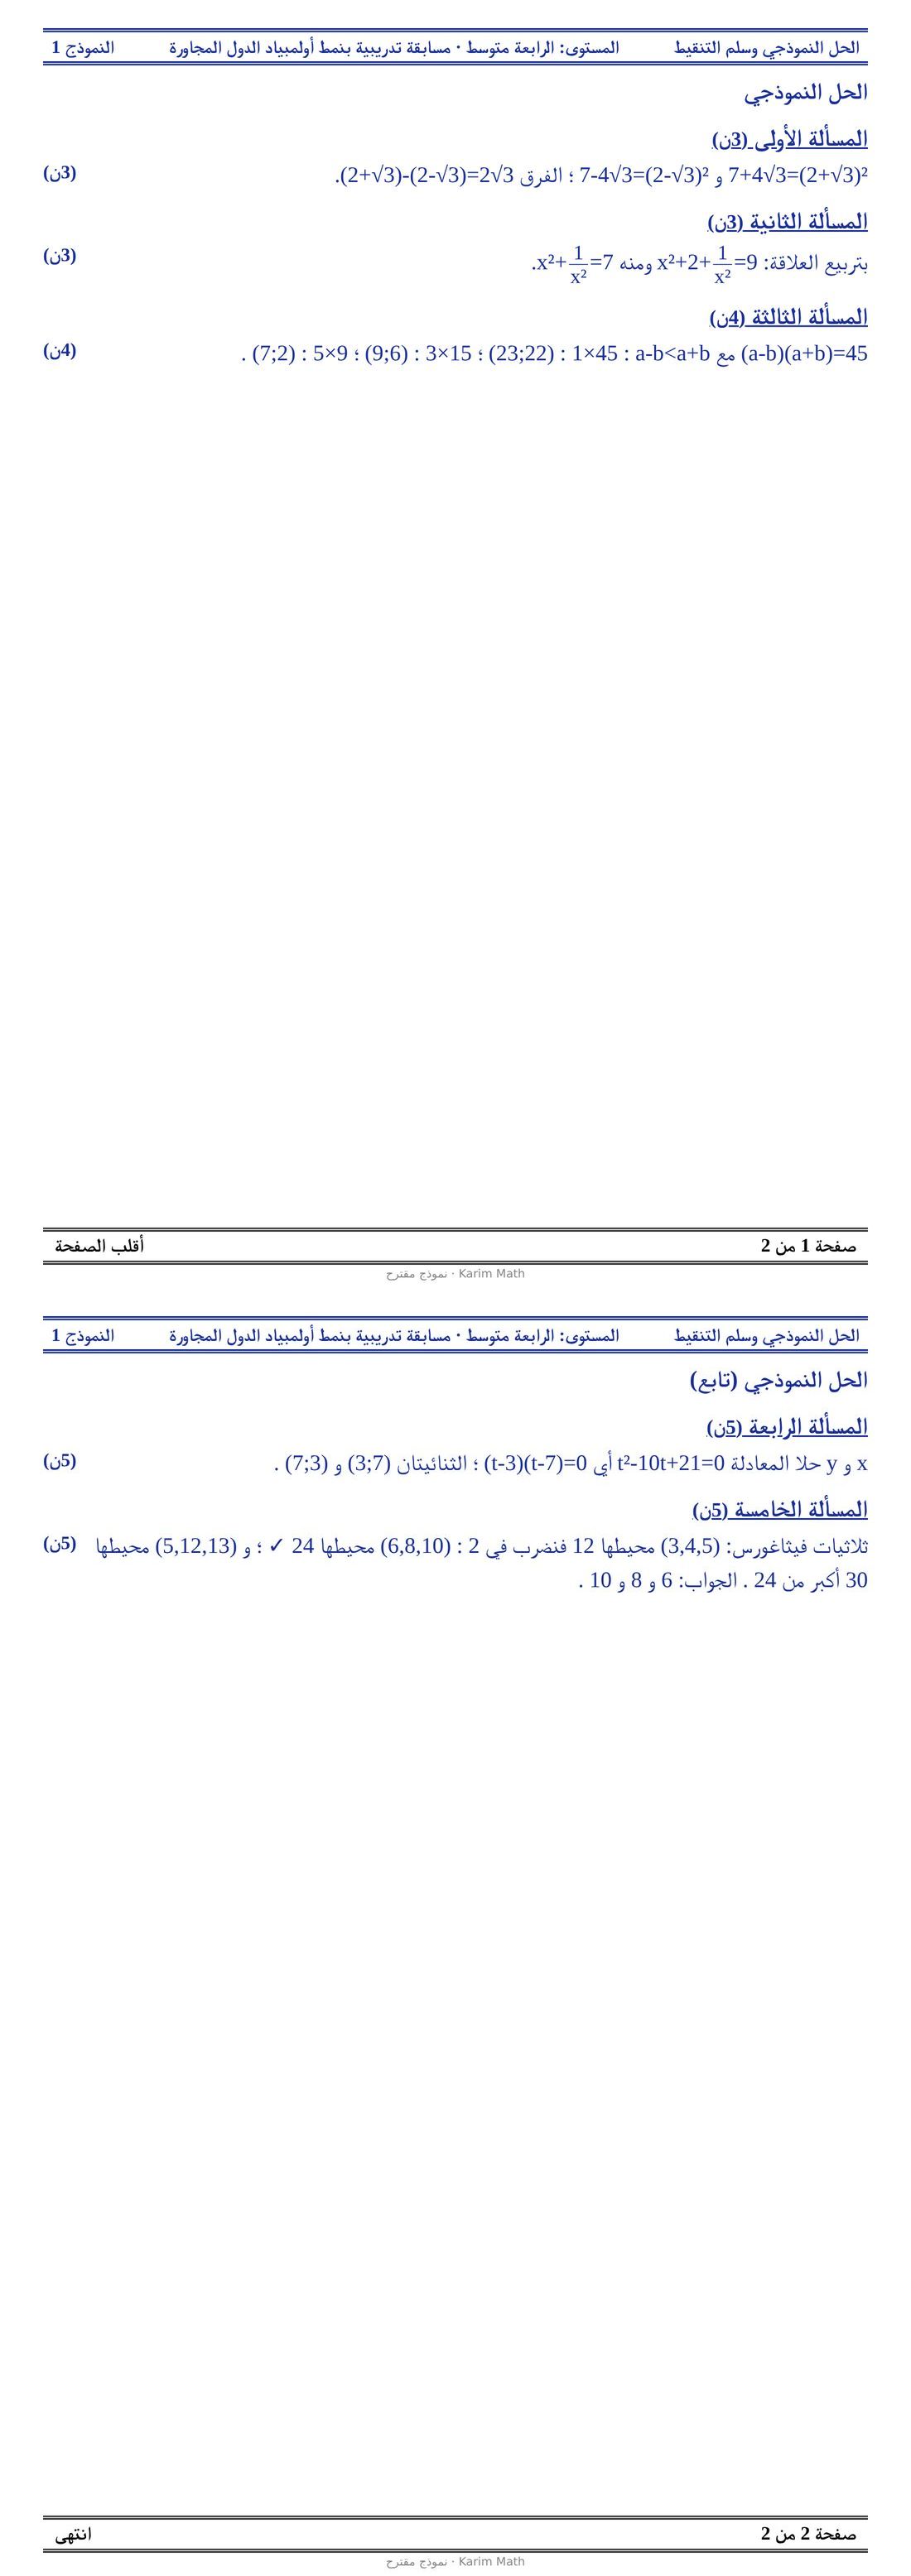 الحل النموذجي وسلم التنقيط المستوى: الرابعة متوسط · مسابقة تدريبية بنمط أولمبياد الدول المجاورة النموذج 1
الحل النموذجي
المسألة الأولى (3ن)
7+4√3=(2+√3)² و 7-4√3=(2-√3)² ؛ الفرق (2+√3)-(2-√3)=2√3. (3ن)
المسألة الثانية (3ن)
بتربيع العلاقة: x²+2+1/x²=9 ومنه x²+1/x²=7. (3ن)
المسألة الثالثة (4ن)
(a-b)(a+b)=45 مع a-b<a+b : 1×45 : (23;22) ؛ 3×15 : (9;6) ؛ 5×9 : (7;2) . (4ن)
صفحة 1 من 2 أقلب الصفحة
Karim Math · نموذج مقترح
الحل النموذجي وسلم التنقيط المستوى: الرابعة متوسط · مسابقة تدريبية بنمط أولمبياد الدول المجاورة النموذج 1
الحل النموذجي (تابع)
المسألة الرابعة (5ن)
x و y حلا المعادلة t²-10t+21=0 أي (t-3)(t-7)=0 ؛ الثنائيتان (3;7) و (7;3) . (5ن)
المسألة الخامسة (5ن)
ثلاثيات فيثاغورس: (3,4,5) محيطها 12 فنضرب في 2 : (6,8,10) محيطها 24 ✓ ؛ و (5,12,13) محيطها (5ن)
30 أكبر من 24 . الجواب: 6 و 8 و 10 .
صفحة 2 من 2 انتهى
Karim Math · نموذج مقترح